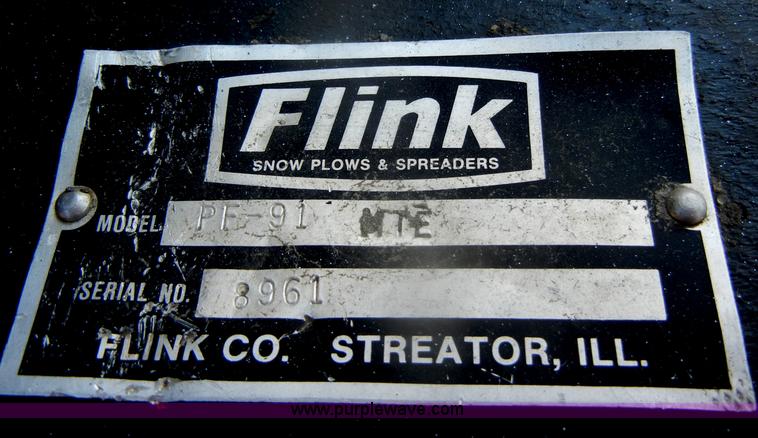 Flink
SNOW PLOWS & SPREADERS
MODEL PF-91 MTE
SERIAL NO. 8961
FLINK CO. STREATOR, ILL.
www.purplewave.com